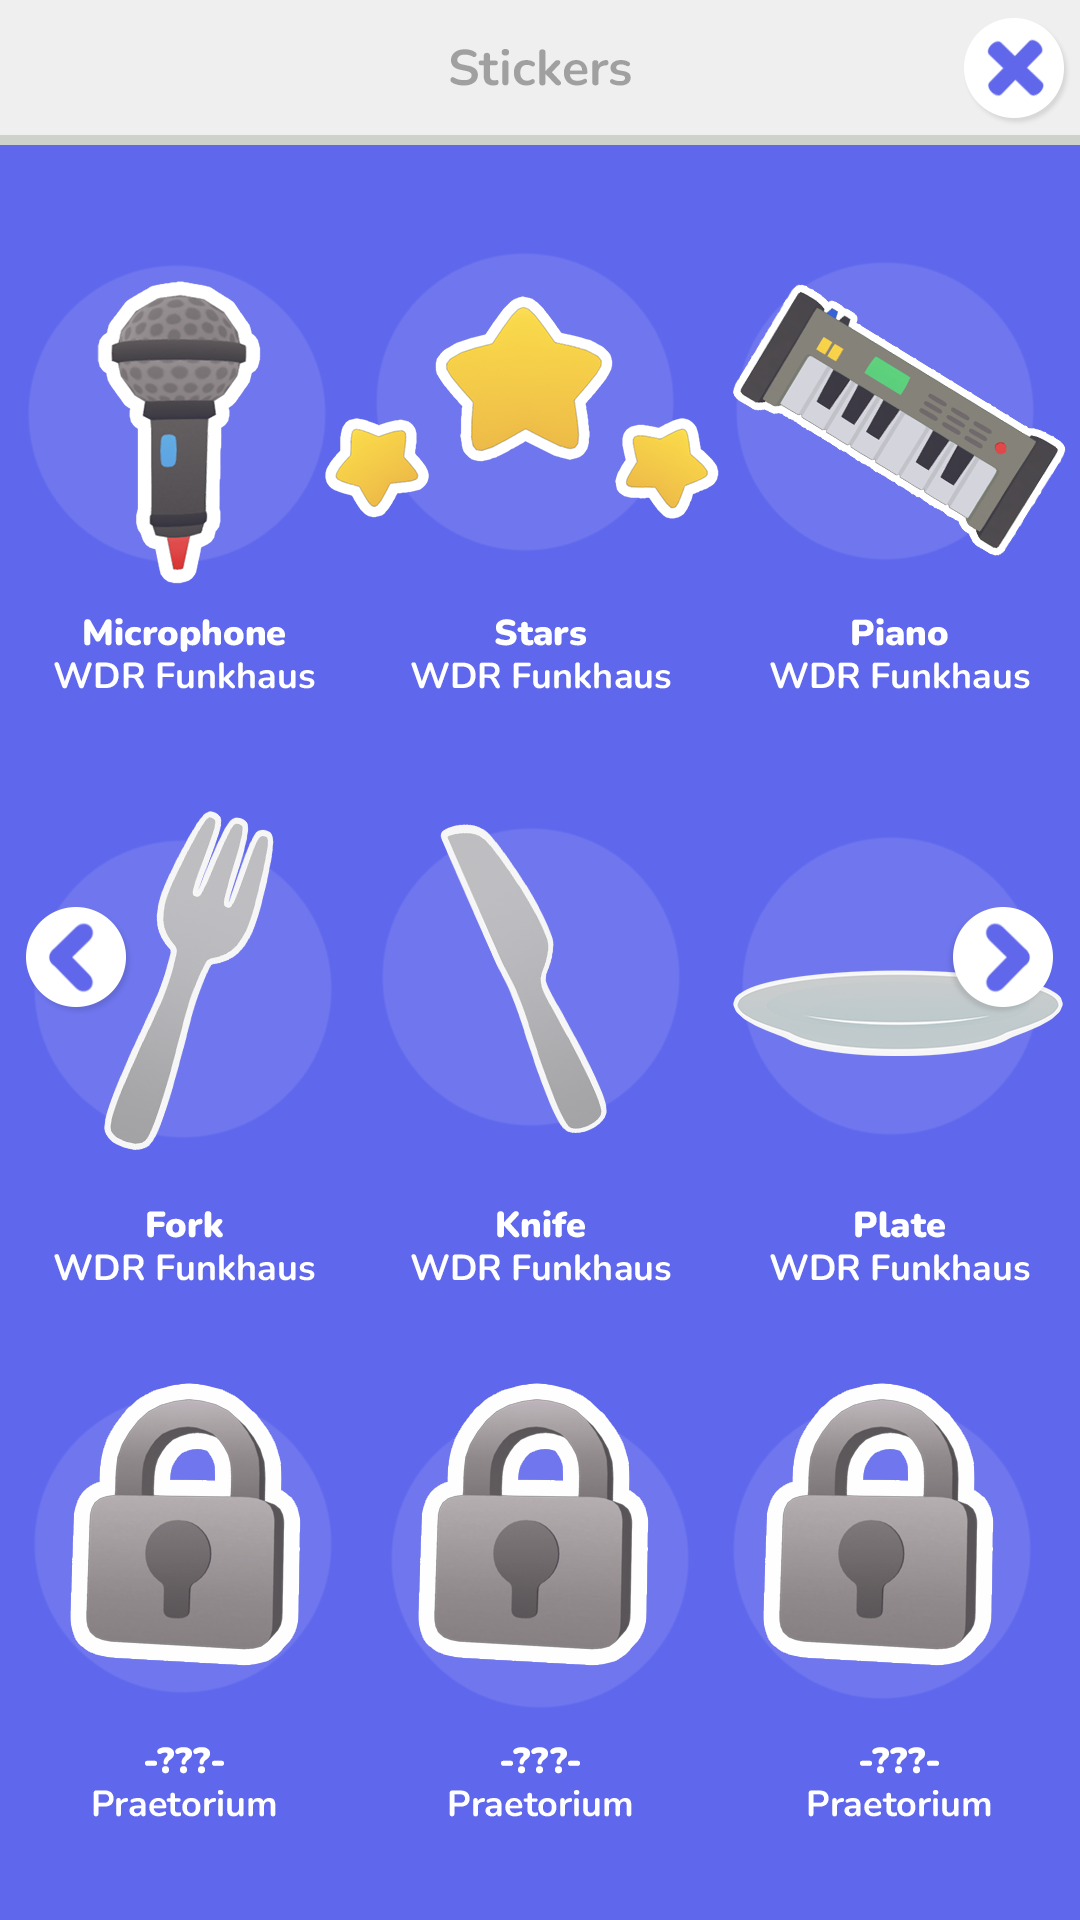 Stickers
Microphone
WDR Funkhaus
Stars
WDR Funkhaus
Piano
WDR Funkhaus
Fork
WDR Funkhaus
Knife
WDR Funkhaus
Plate
WDR Funkhaus
-???-
Praetorium
-???-
Praetorium
-???-
Praetorium